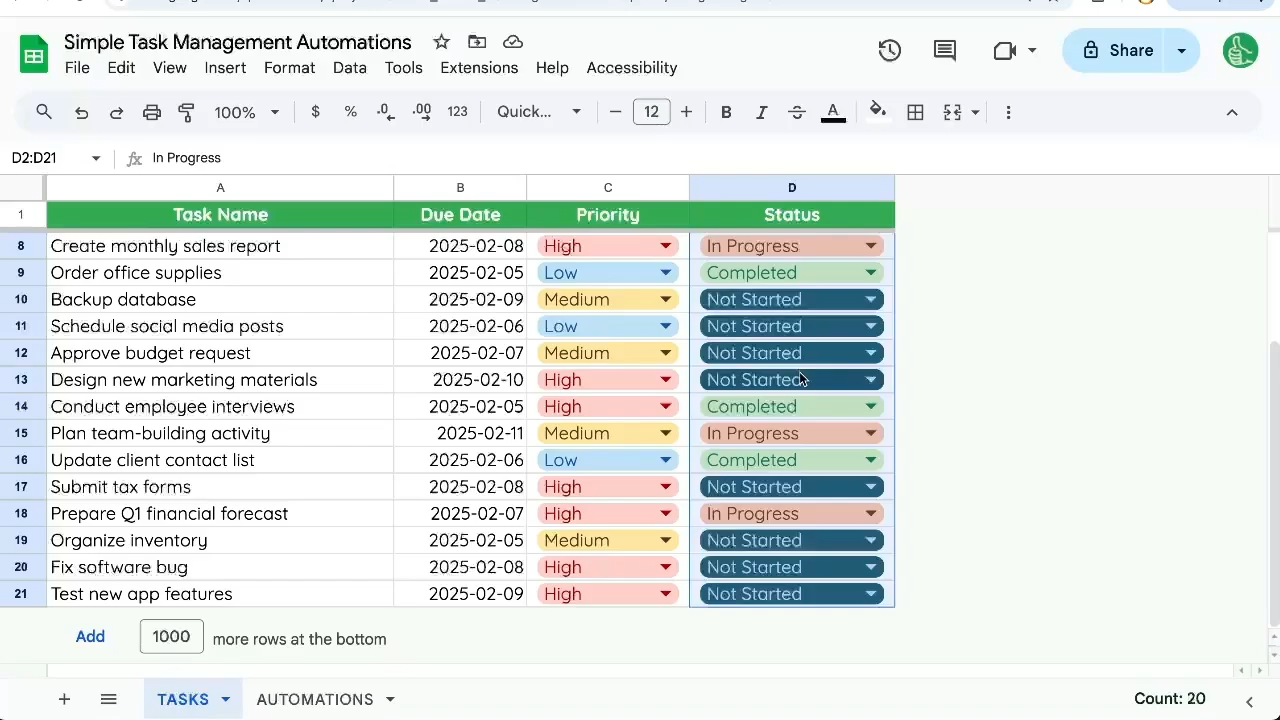 Simple Task Management Automations
File Edit View Insert Format Data Tools Extensions Help Accessibility
Share
100% $ % .0 .00 123 Quick... 12 B I A
D2:D21 fx In Progress
A B C D
1 Task Name Due Date Priority Status
8 Create monthly sales report 2025-02-08 High In Progress
9 Order office supplies 2025-02-05 Low Completed
10 Backup database 2025-02-09 Medium Not Started
11 Schedule social media posts 2025-02-06 Low Not Started
12 Approve budget request 2025-02-07 Medium Not Started
13 Design new marketing materials 2025-02-10 High Not Started
14 Conduct employee interviews 2025-02-05 High Completed
15 Plan team-building activity 2025-02-11 Medium In Progress
16 Update client contact list 2025-02-06 Low Completed
17 Submit tax forms 2025-02-08 High Not Started
18 Prepare Q1 financial forecast 2025-02-07 High In Progress
19 Organize inventory 2025-02-05 Medium Not Started
20 Fix software bug 2025-02-08 High Not Started
21 Test new app features 2025-02-09 High Not Started
Add 1000 more rows at the bottom
TASKS AUTOMATIONS Count: 20